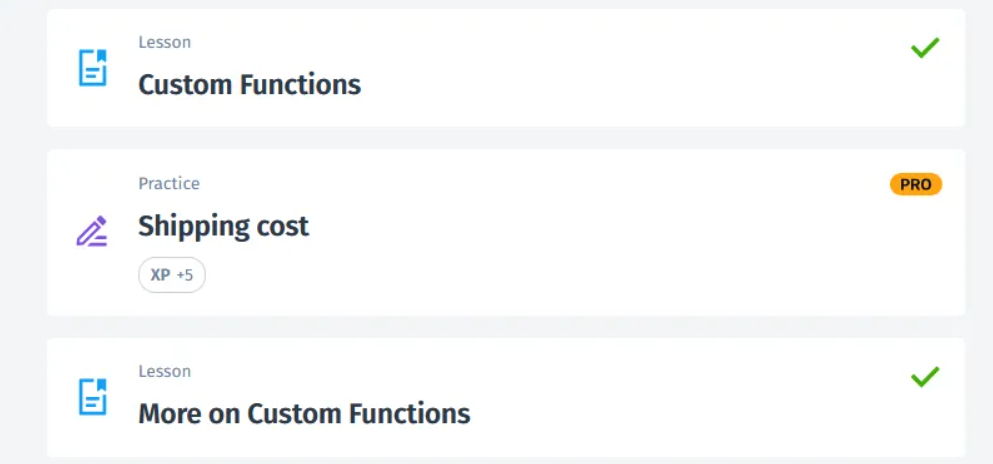 Lesson
Custom Functions
Practice
PRO
Shipping cost
XP +5
Lesson
More on Custom Functions